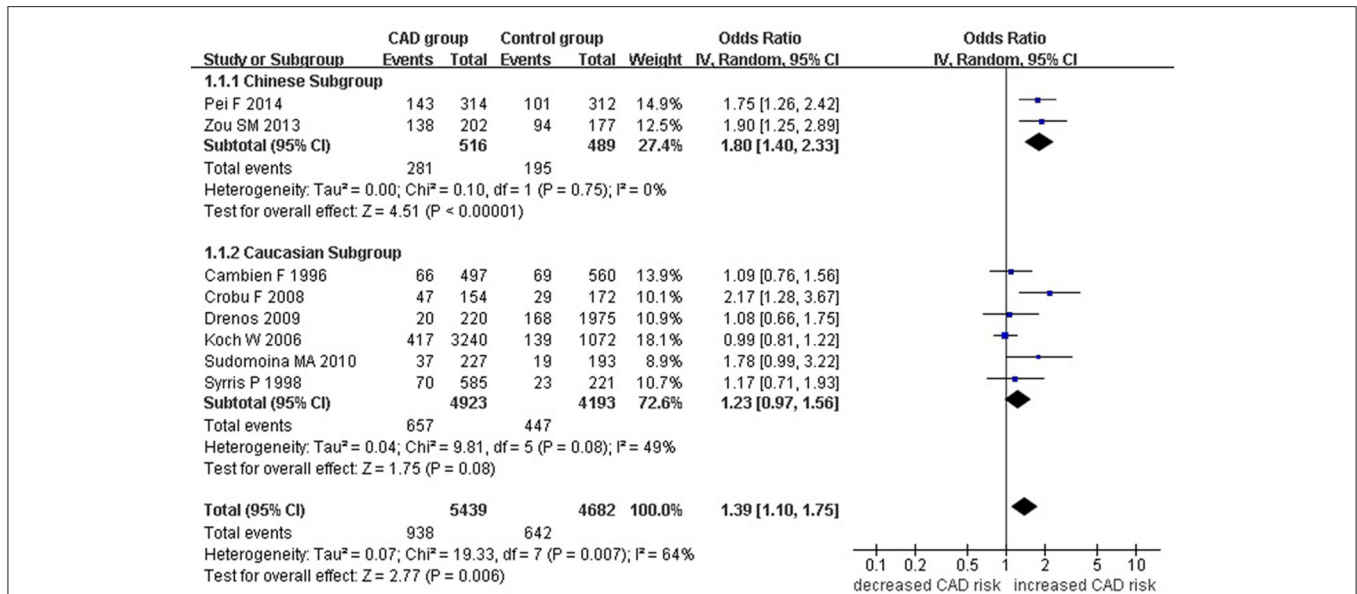 CAD group Control group Odds Ratio Odds Ratio
Study or Subgroup Events Total Events Total Weight IV, Random, 95% CI IV, Random, 95% CI
1.1.1 Chinese Subgroup
Pei F 2014 143 314 101 312 14.9% 1.75 [1.26, 2.42]
Zou SM 2013 138 202 94 177 12.5% 1.90 [1.25, 2.89]
Subtotal (95% CI) 516 489 27.4% 1.80 [1.40, 2.33]
Total events 281 195
Heterogeneity: Tau² = 0.00; Chi² = 0.10, df = 1 (P = 0.75); I² = 0%
Test for overall effect: Z = 4.51 (P < 0.00001)
1.1.2 Caucasian Subgroup
Cambien F 1996 66 497 69 560 13.9% 1.09 [0.76, 1.56]
Crobu F 2008 47 154 29 172 10.1% 2.17 [1.28, 3.67]
Drenos 2009 20 220 168 1975 10.9% 1.08 [0.66, 1.75]
Koch W 2006 417 3240 139 1072 18.1% 0.99 [0.81, 1.22]
Sudomoina MA 2010 37 227 19 193 8.9% 1.78 [0.99, 3.22]
Syrris P 1998 70 585 23 221 10.7% 1.17 [0.71, 1.93]
Subtotal (95% CI) 4923 4193 72.6% 1.23 [0.97, 1.56]
Total events 657 447
Heterogeneity: Tau² = 0.04; Chi² = 9.81, df = 5 (P = 0.08); I² = 49%
Test for overall effect: Z = 1.75 (P = 0.08)
Total (95% CI) 5439 4682 100.0% 1.39 [1.10, 1.75]
Total events 938 642
Heterogeneity: Tau² = 0.07; Chi² = 19.33, df = 7 (P = 0.007); I² = 64%
Test for overall effect: Z = 2.77 (P = 0.006)
0.1 0.2 0.5 1 2 5 10
decreased CAD risk increased CAD risk